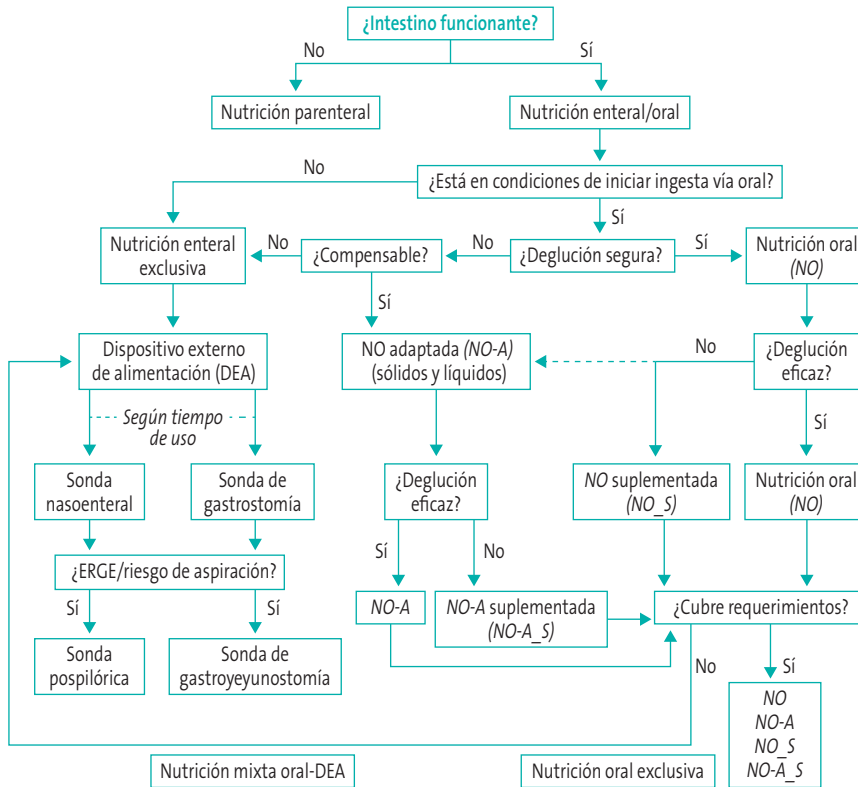 ¿Intestino funcionante?
No
Sí
Nutrición parenteral
Nutrición enteral/oral
No
¿Está en condiciones de iniciar ingesta vía oral?
Sí
Nutrición enteral
exclusiva
No
¿Compensable?
No
¿Deglución segura?
Sí
Nutrición oral
(NO)
Sí
Dispositivo externo
de alimentación (DEA)
NO adaptada (NO-A)
(sólidos y líquidos)
No
¿Deglución
eficaz?
Según tiempo
de uso
Sí
Sonda
nasoenteral
Sonda de
gastrostomía
¿Deglución
eficaz?
NO suplementada
(NO_S)
Nutrición oral
(NO)
¿ERGE/riesgo de aspiración?
Sí
No
Sí
Sí
NO-A
NO-A suplementada
(NO-A_S)
¿Cubre requerimientos?
Sonda
pospilórica
Sonda de
gastroyeyunostomía
No
Sí
NO
NO-A
NO_S
NO-A_S
Nutrición mixta oral-DEA
Nutrición oral exclusiva